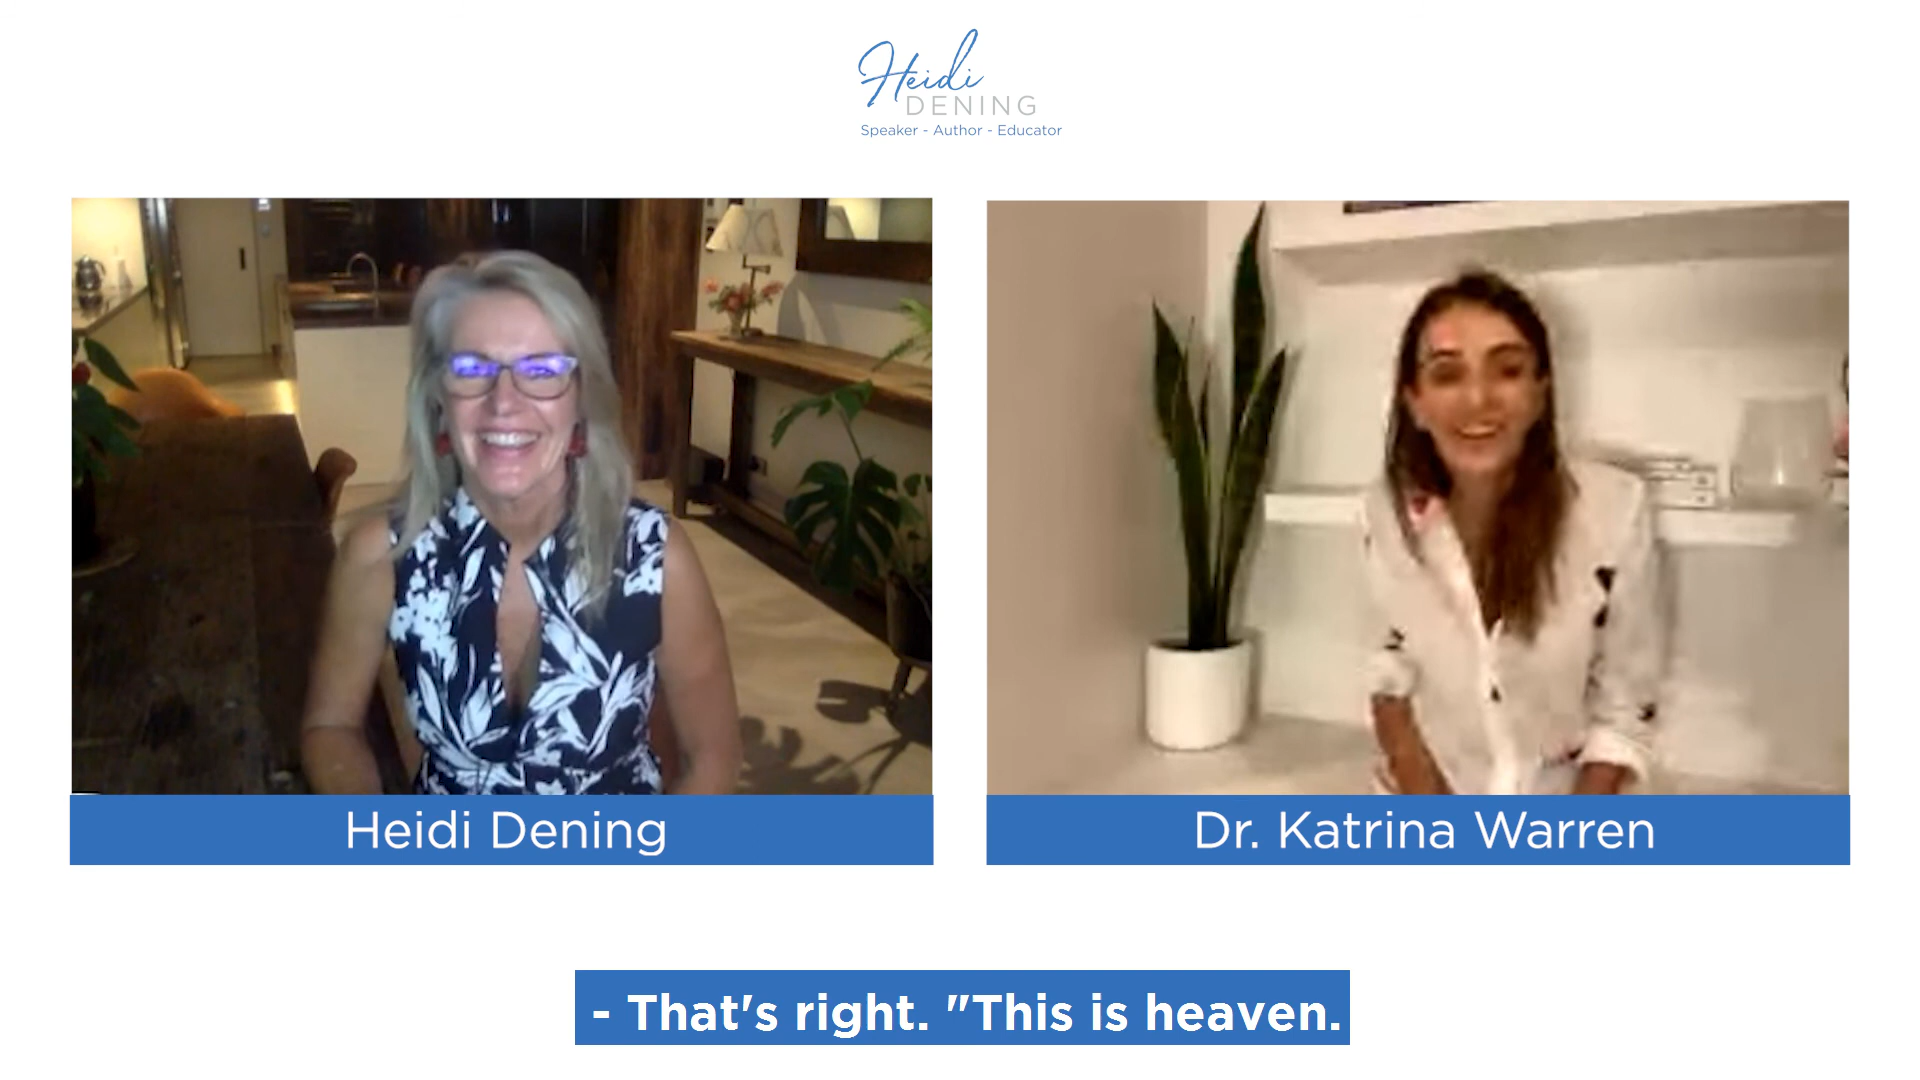 Heidi
DENING
Speaker - Author - Educator
Heidi Dening
Dr. Katrina Warren
- That's right. "This is heaven.